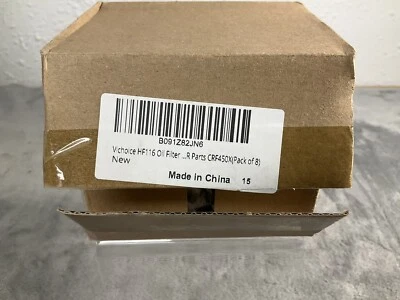 B091Z82JN6
Vichoice HF116 Oil Filter ...R Parts CRF450X(Pack of 8)
New
Made in China 15